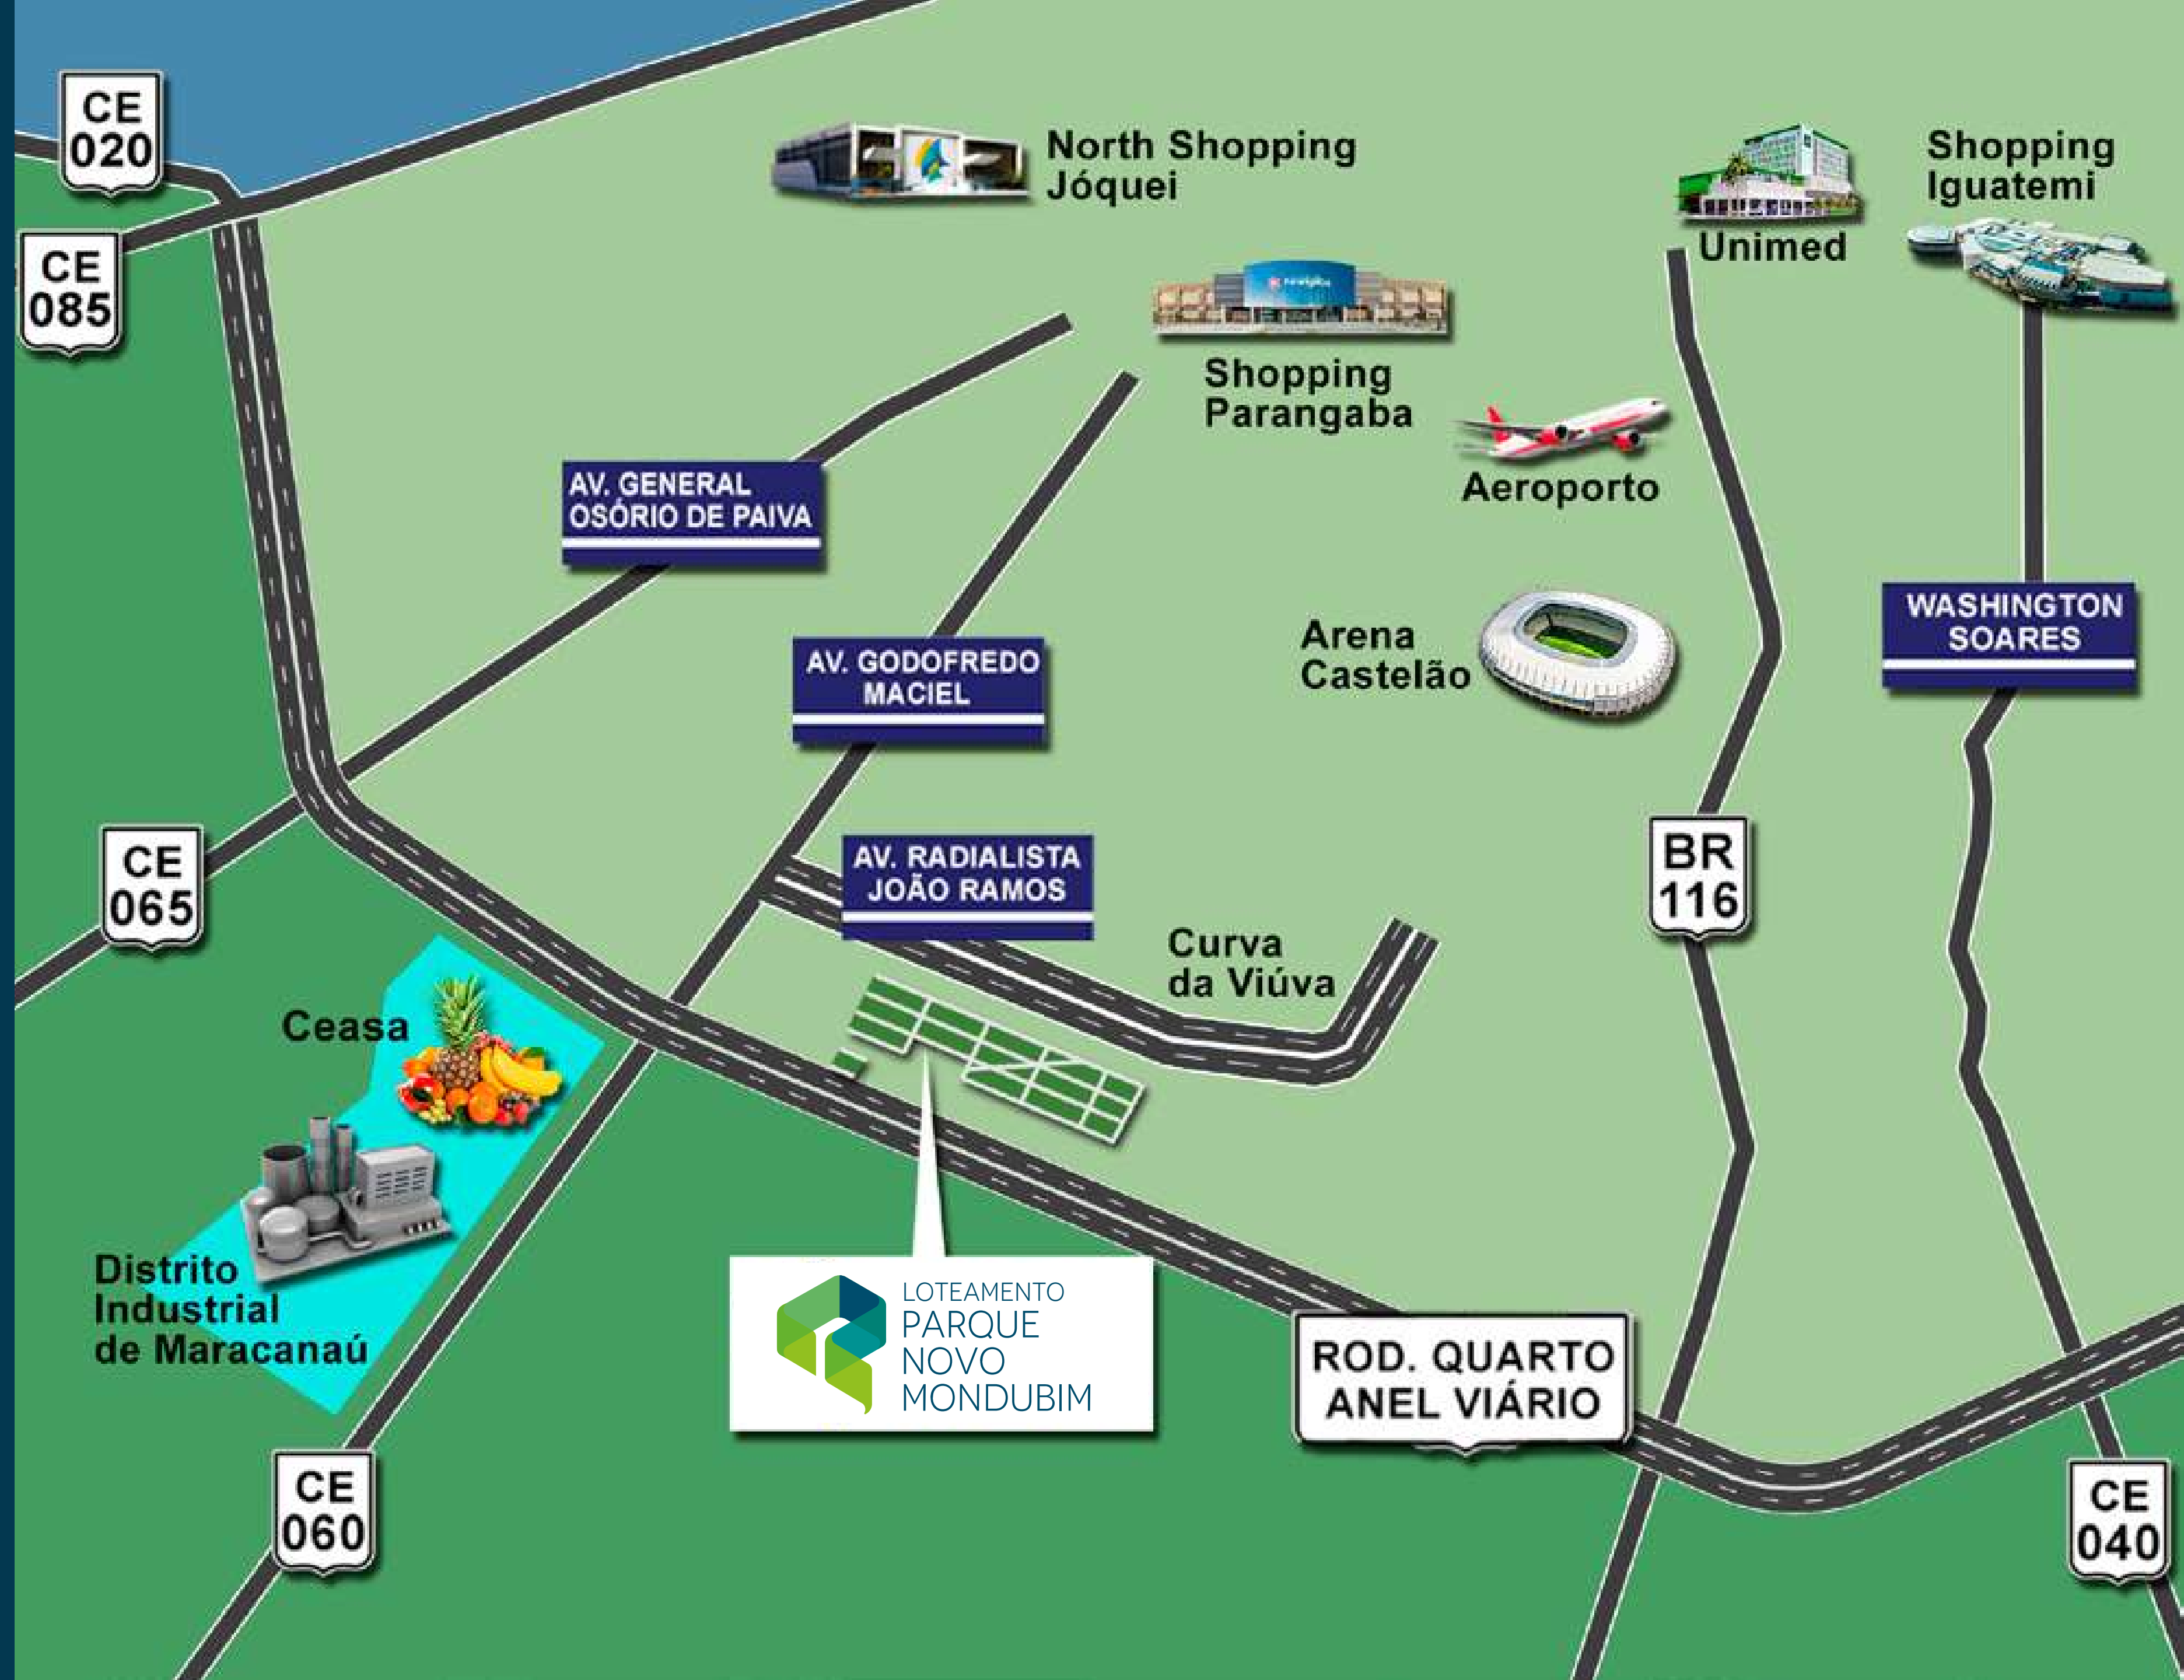 CE
020
CE
085
North Shopping
Jóquei
Unimed
Shopping
Iguatemi
Shopping
Parangaba
Aeroporto
AV. GENERAL
OSÓRIO DE PAIVA
Arena
Castelão
WASHINGTON
SOARES
AV. GODOFREDO
MACIEL
CE
065
AV. RADIALISTA
JOÃO RAMOS
BR
116
Curva
da Viúva
Ceasa
Distrito
Industrial
de Maracanaú
LOTEAMENTO
PARQUE
NOVO
MONDUBIM
ROD. QUARTO
ANEL VIÁRIO
CE
060
CE
040